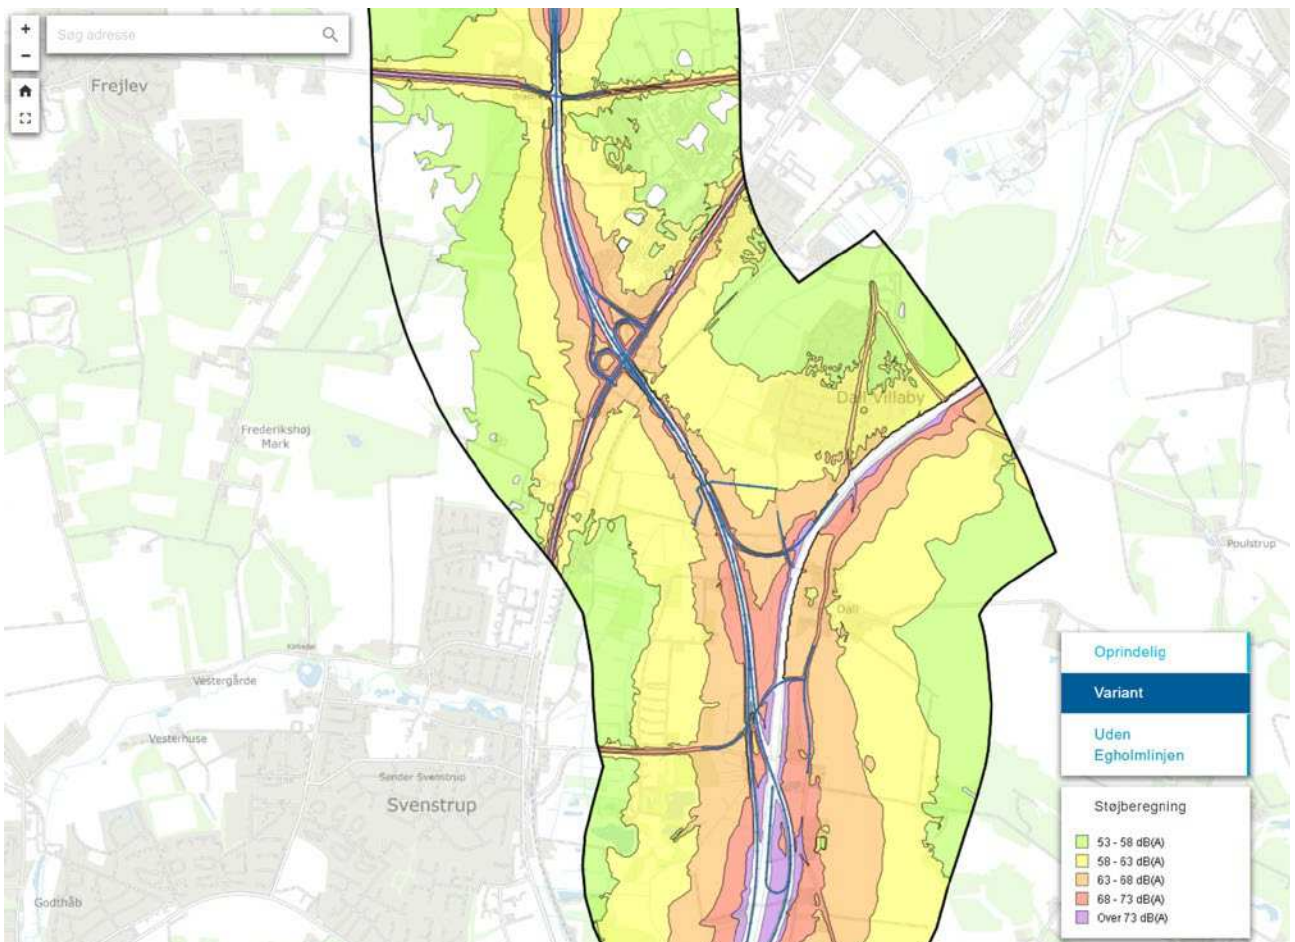 +
Søg adresse
−
Frejlev
Dall Villaby
Frederikshøj
Mark
Poulstrup
Dall
Vestergårde
Vesterhuse
Sønder Svenstrup
Svenstrup
Godthåb
Oprindelig
Variant
Uden
Egholmlinjen
Støjberegning
53 - 58 dB(A)
58 - 63 dB(A)
63 - 68 dB(A)
68 - 73 dB(A)
Over 73 dB(A)